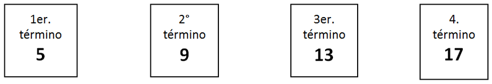 1er.
término
5
2°
término
9
3er.
término
13
4.
término
17